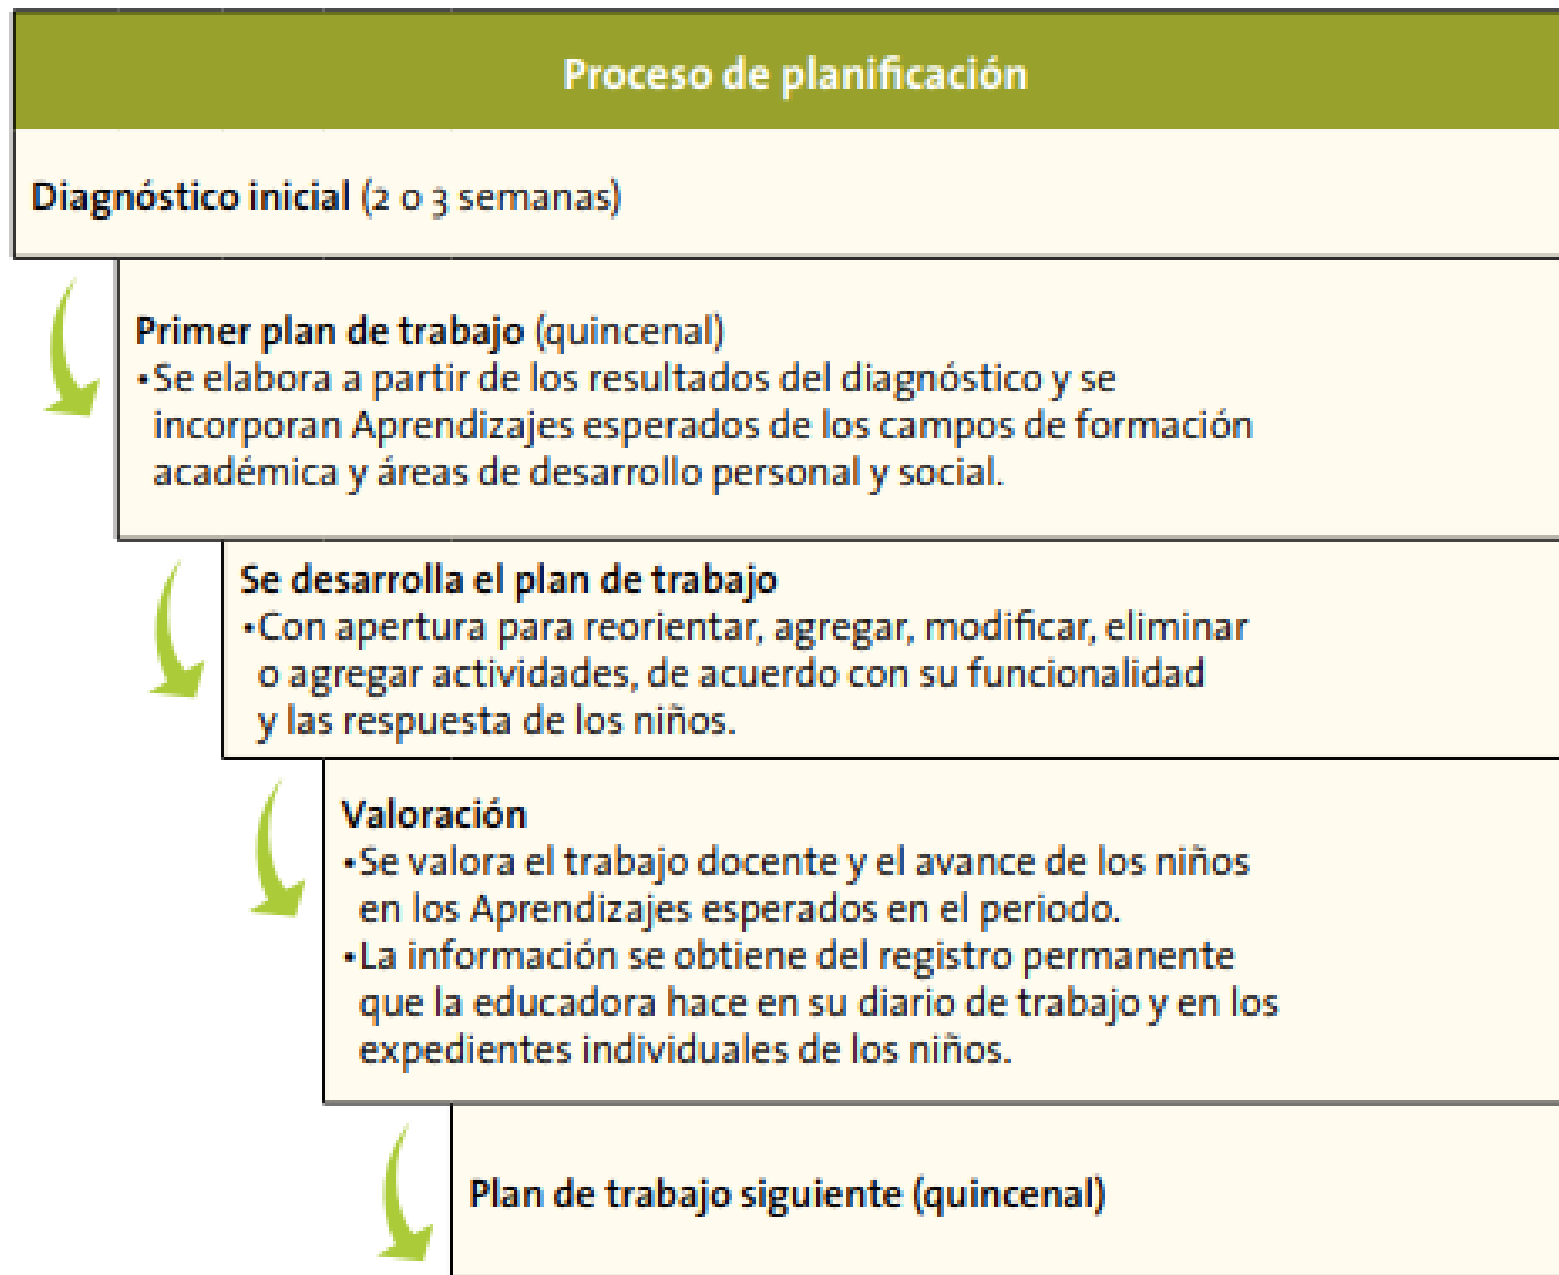 Proceso de planificación
Diagnóstico inicial (2 o 3 semanas)
Primer plan de trabajo (quincenal)
•Se elabora a partir de los resultados del diagnóstico y se
incorporan Aprendizajes esperados de los campos de formación
académica y áreas de desarrollo personal y social.
Se desarrolla el plan de trabajo
•Con apertura para reorientar, agregar, modificar, eliminar
o agregar actividades, de acuerdo con su funcionalidad
y las respuesta de los niños.
Valoración
•Se valora el trabajo docente y el avance de los niños
en los Aprendizajes esperados en el periodo.
•La información se obtiene del registro permanente
que la educadora hace en su diario de trabajo y en los
expedientes individuales de los niños.
Plan de trabajo siguiente (quincenal)